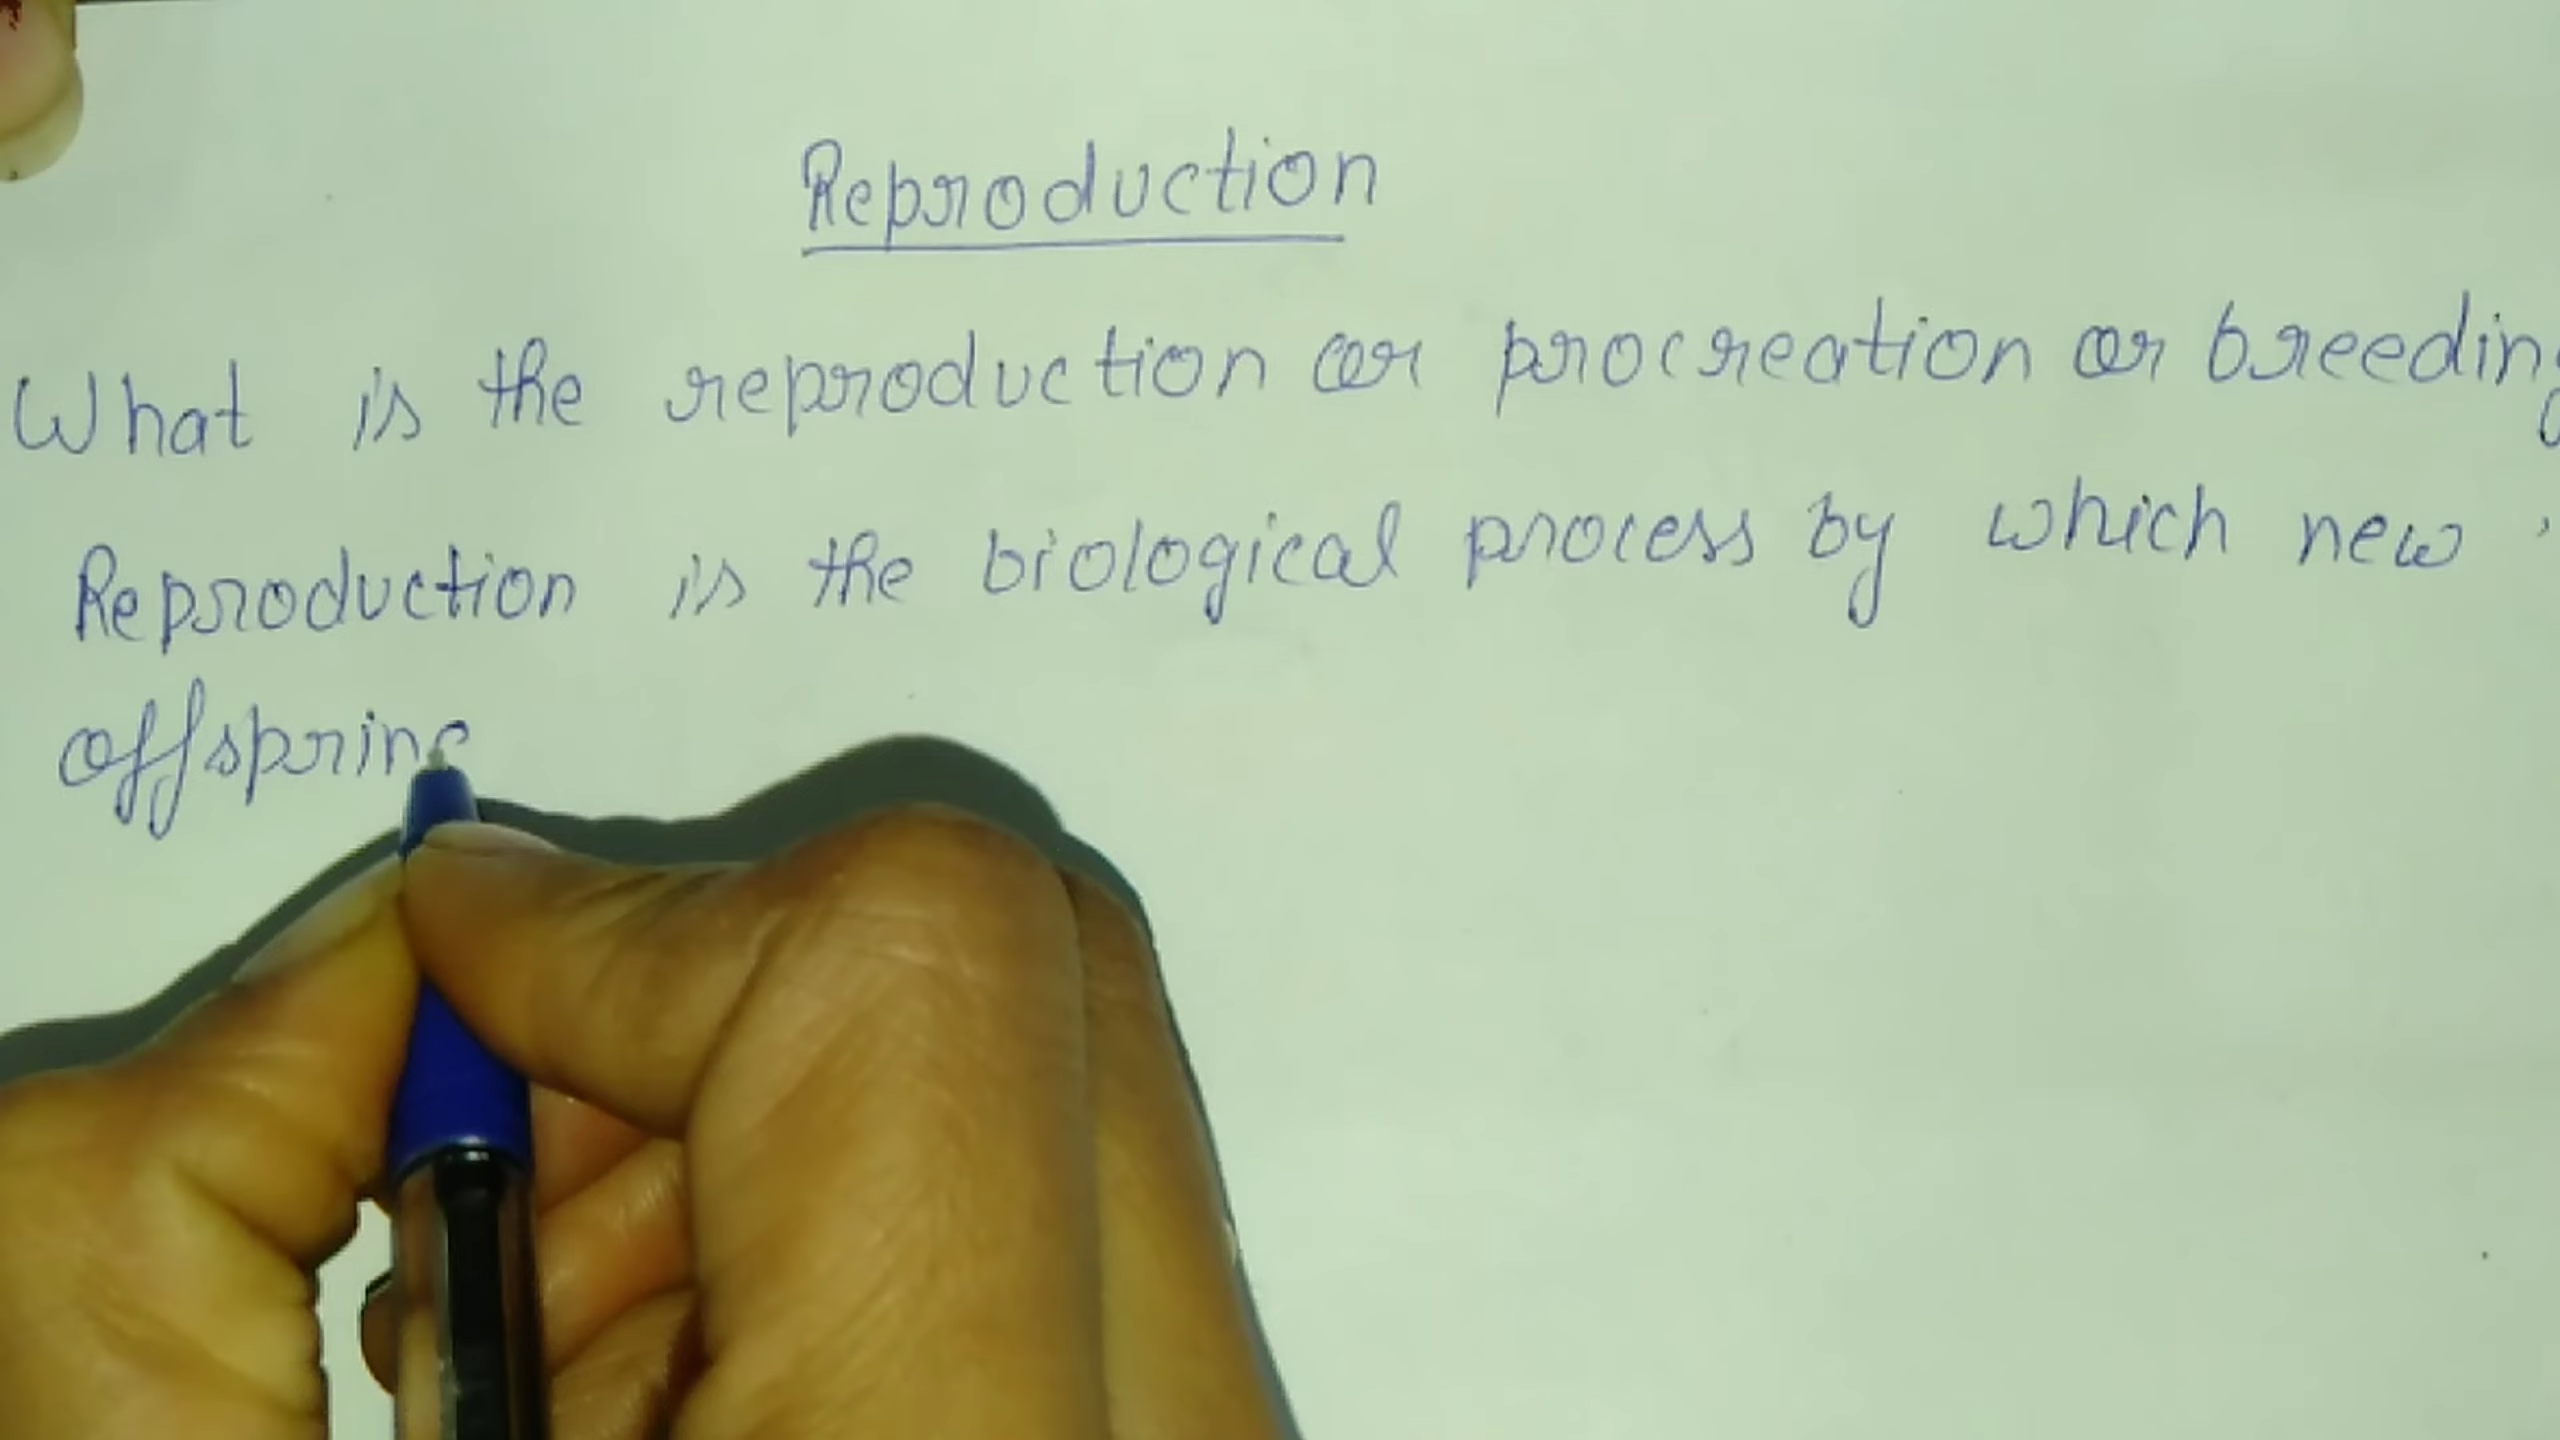 Reproduction
What is the reproduction or procreation or breeding
Reproduction is the biological process by which new
offspring